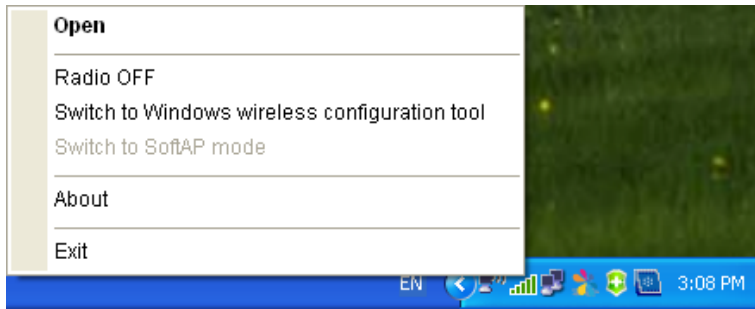 Open
Radio OFF
Switch to Windows wireless configuration tool
Switch to SoftAP mode
About
Exit
EN
3:08 PM